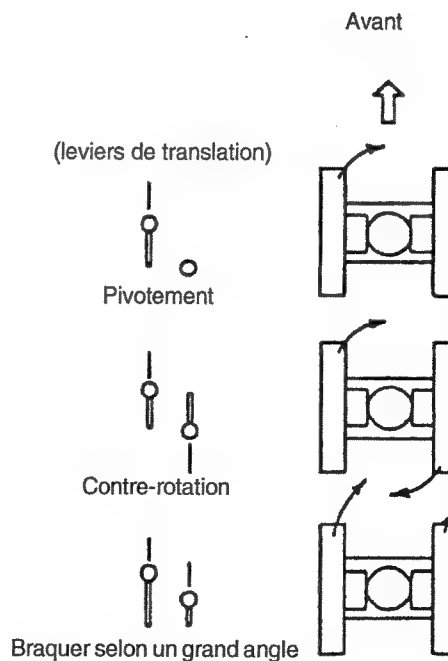 Avant
(leviers de translation)
Pivotement
Contre-rotation
Braquer selon un grand angle